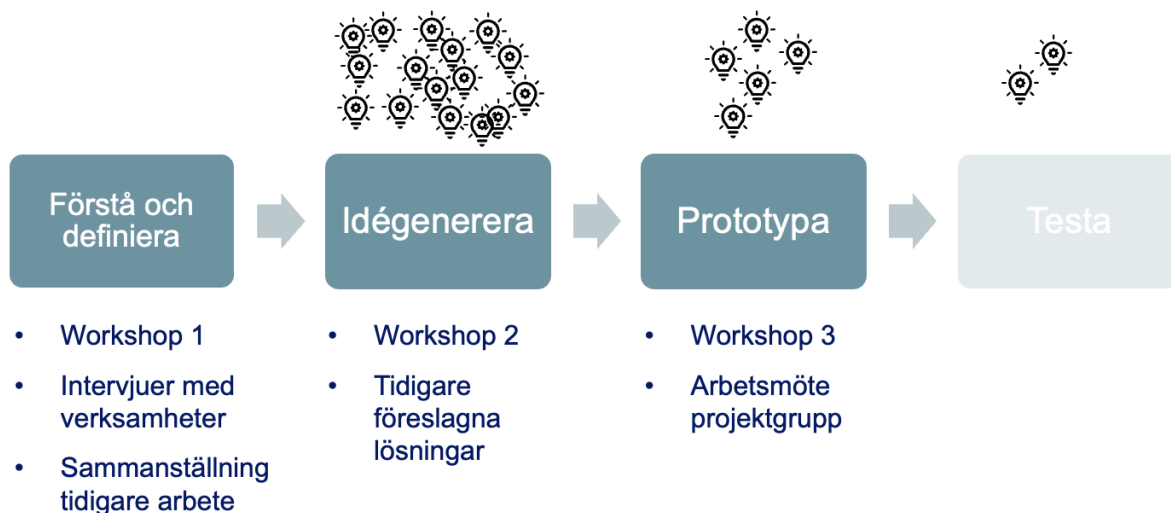 Förstå och
definiera
Idégenerera
Prototypa
Testa
• Workshop 1
• Intervjuer med
verksamheter
• Sammanställning
tidigare arbete
• Workshop 2
• Tidigare
föreslagna
lösningar
• Workshop 3
• Arbetsmöte
projektgrupp